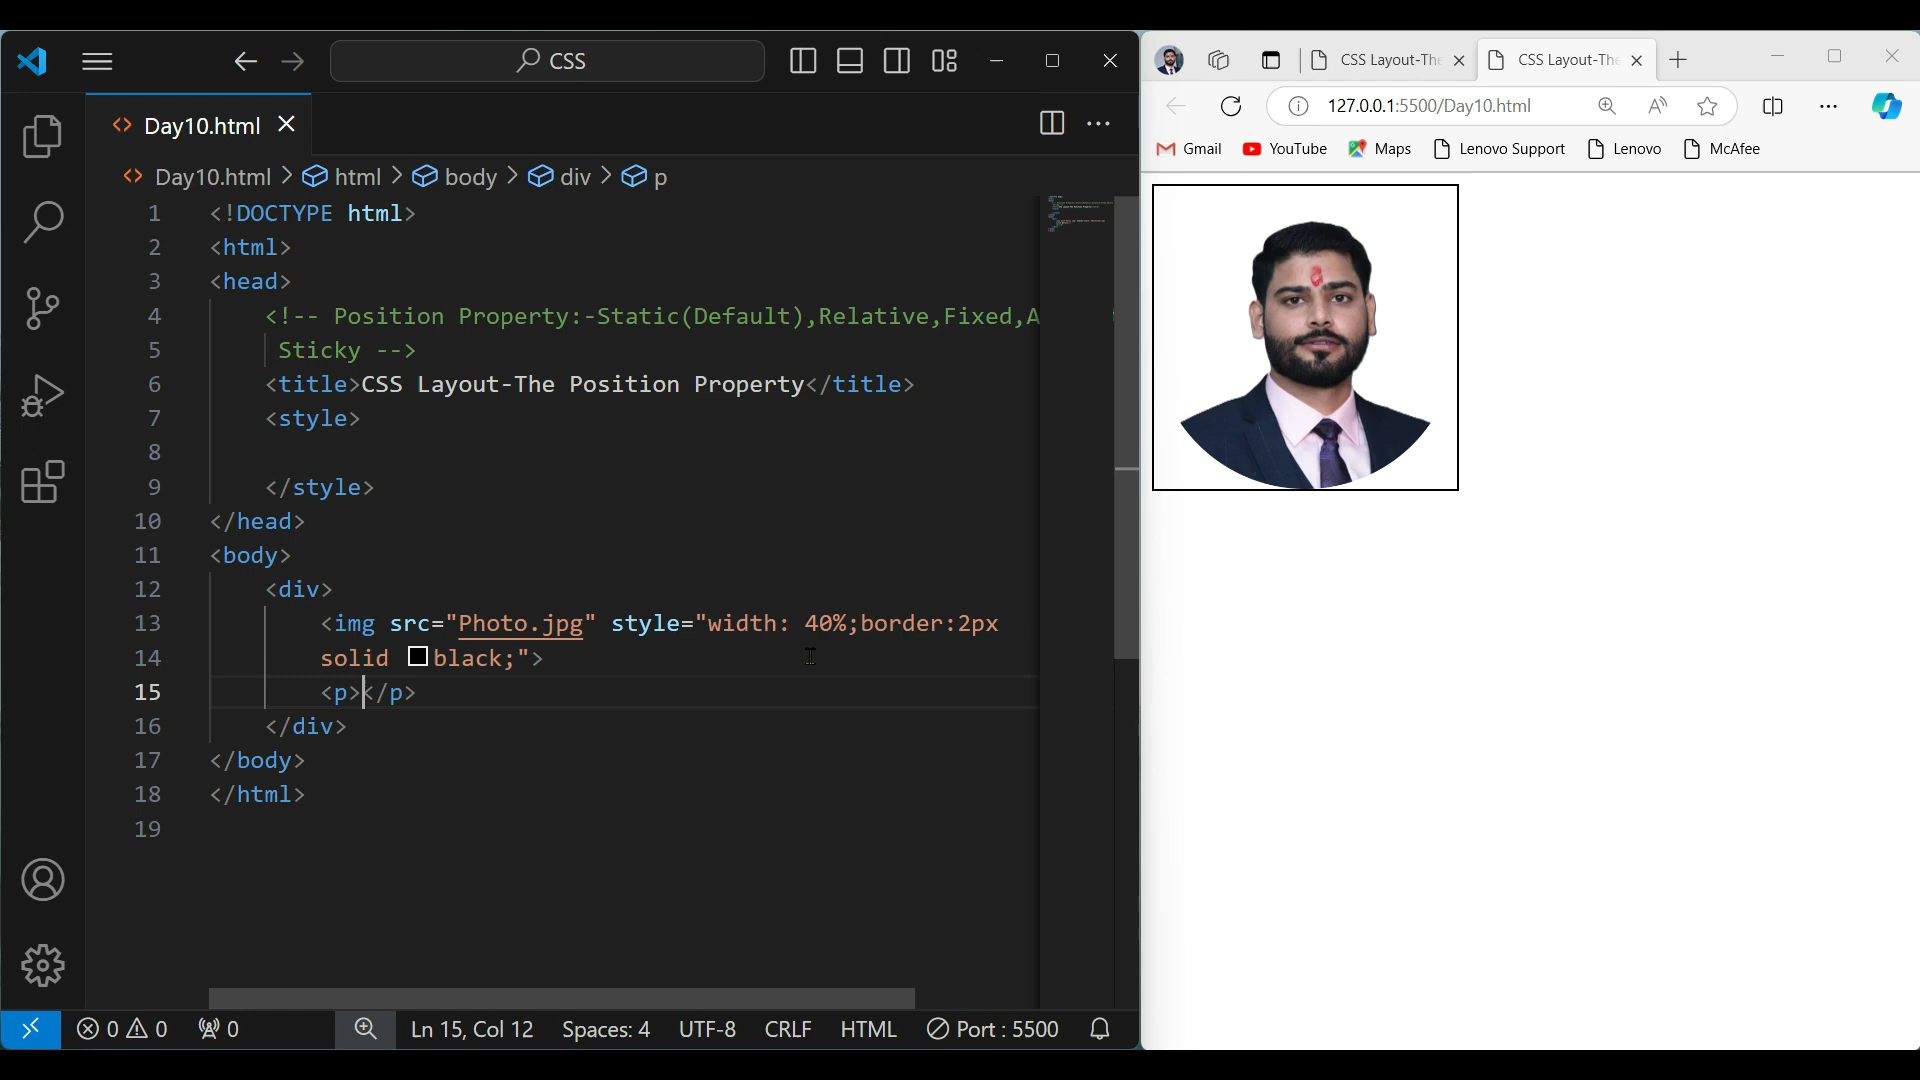 CSS
Day10.html
Day10.html > html > body > div > p
1 <!DOCTYPE html>
2 <html>
3 <head>
4 <!-- Position Property:-Static(Default),Relative,Fixed,A
5 Sticky -->
6 <title>CSS Layout-The Position Property</title>
7 <style>
8
9 </style>
10 </head>
11 <body>
12 <div>
13 <img src="Photo.jpg" style="width: 40%;border:2px
14 solid black;">
15 <p></p>
16 </div>
17 </body>
18 </html>
19
0 0 0 Ln 15, Col 12 Spaces: 4 UTF-8 CRLF HTML Port : 5500
CSS Layout-The CSS Layout-The
127.0.0.1:5500/Day10.html
Gmail YouTube Maps Lenovo Support Lenovo McAfee